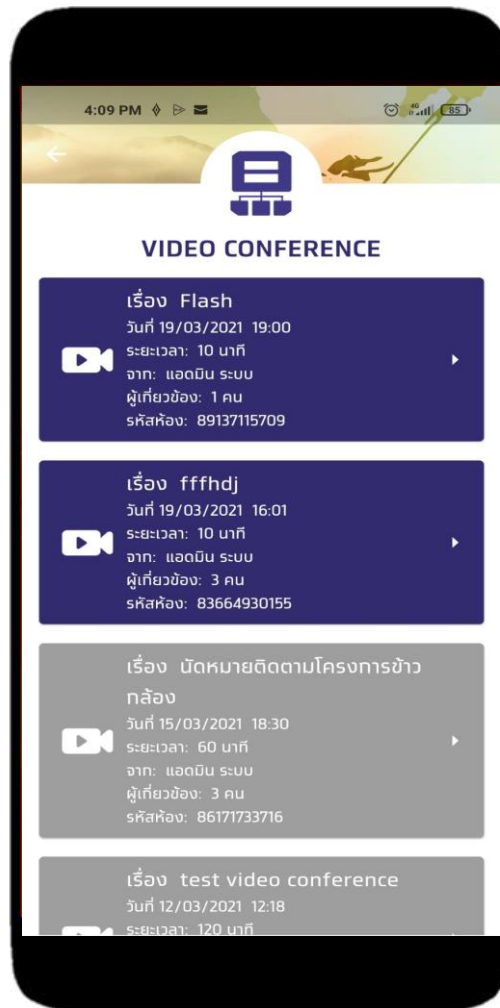 4:09 PM
4G
85
VIDEO CONFERENCE
เรื่อง Flash
วันที่ 19/03/2021 19:00
ระยะเวลา: 10 นาที
จาก: แอดมิน ระบบ
ผู้เกี่ยวข้อง: 1 คน
รหัสห้อง: 89137115709
เรื่อง fffhdj
วันที่ 19/03/2021 16:01
ระยะเวลา: 10 นาที
จาก: แอดมิน ระบบ
ผู้เกี่ยวข้อง: 3 คน
รหัสห้อง: 83664930155
เรื่อง นัดหมายติดตามโครงการข้าว
กล้อง
วันที่ 15/03/2021 18:30
ระยะเวลา: 60 นาที
จาก: แอดมิน ระบบ
ผู้เกี่ยวข้อง: 3 คน
รหัสห้อง: 86171733716
เรื่อง test video conference
วันที่ 12/03/2021 12:18
ระยะเวลา: 120 นาที